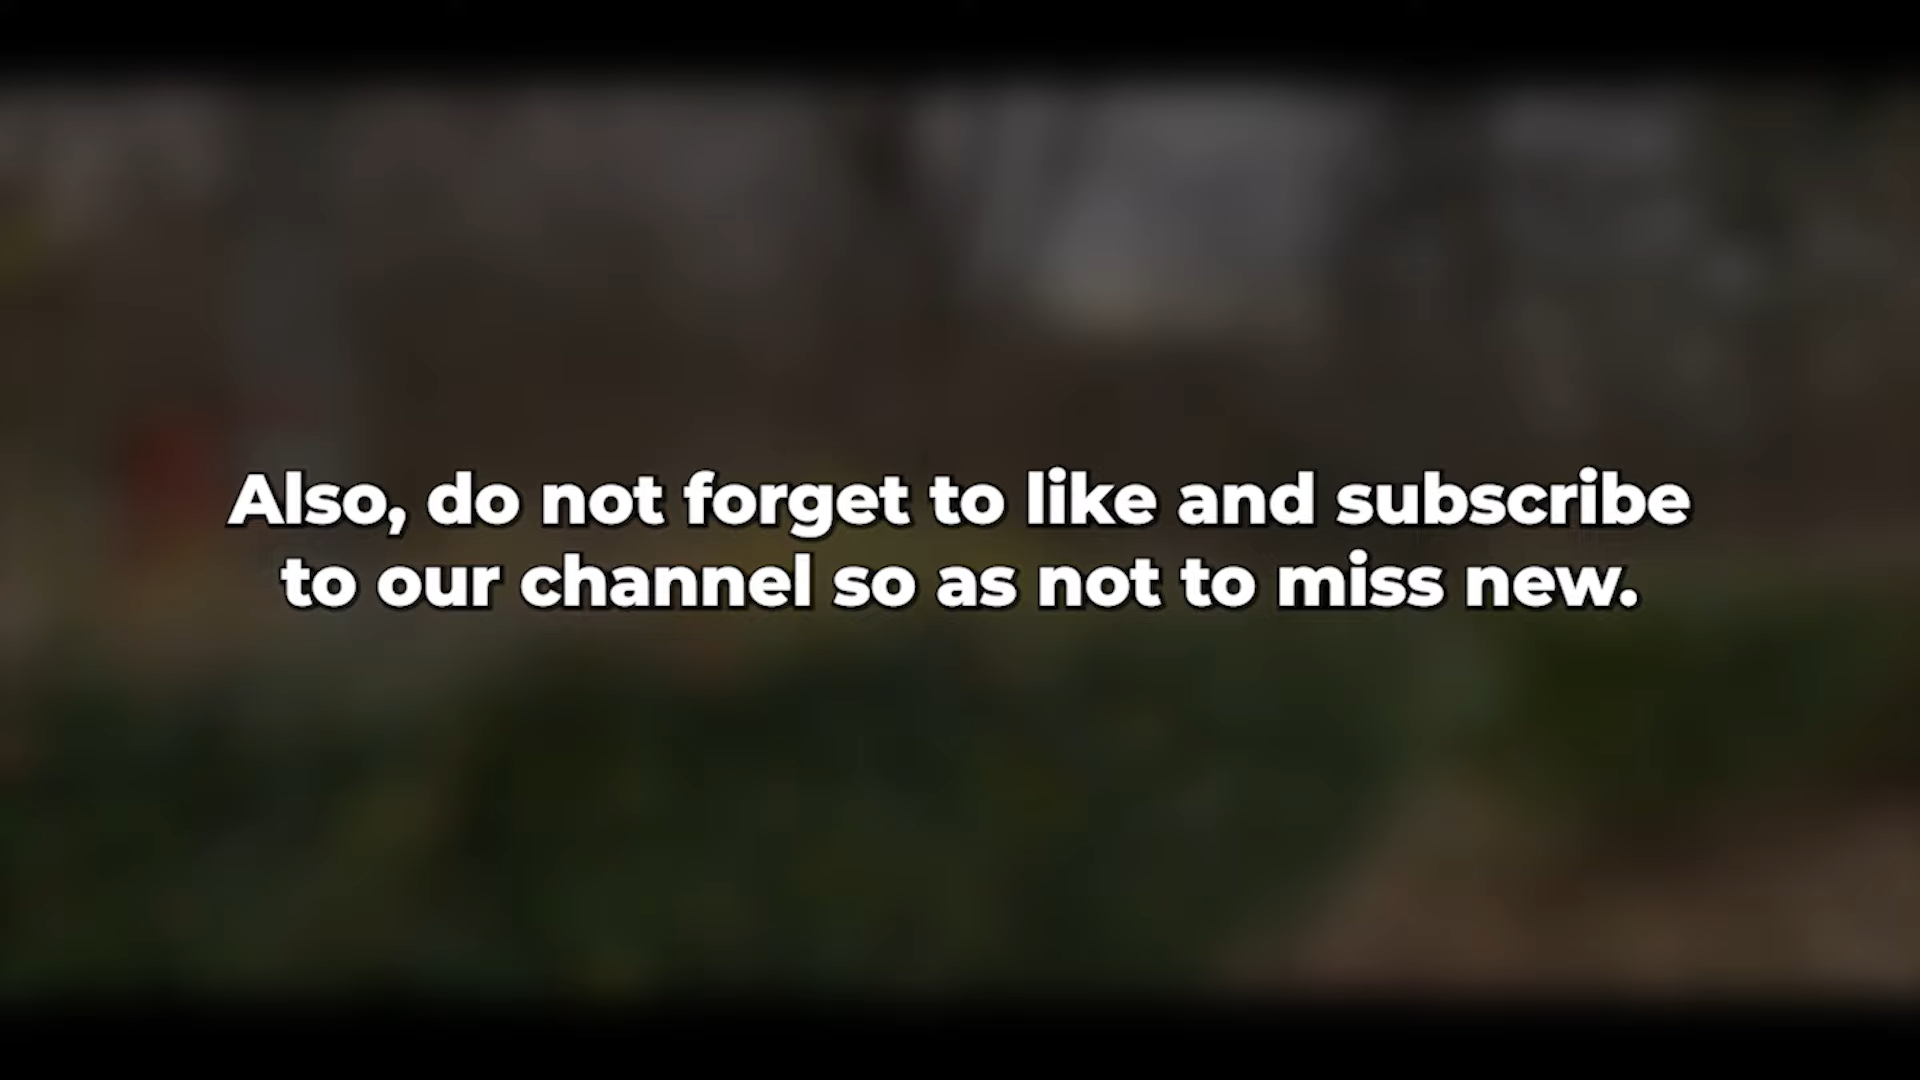 Also, do not forget to like and subscribe
to our channel so as not to miss new.